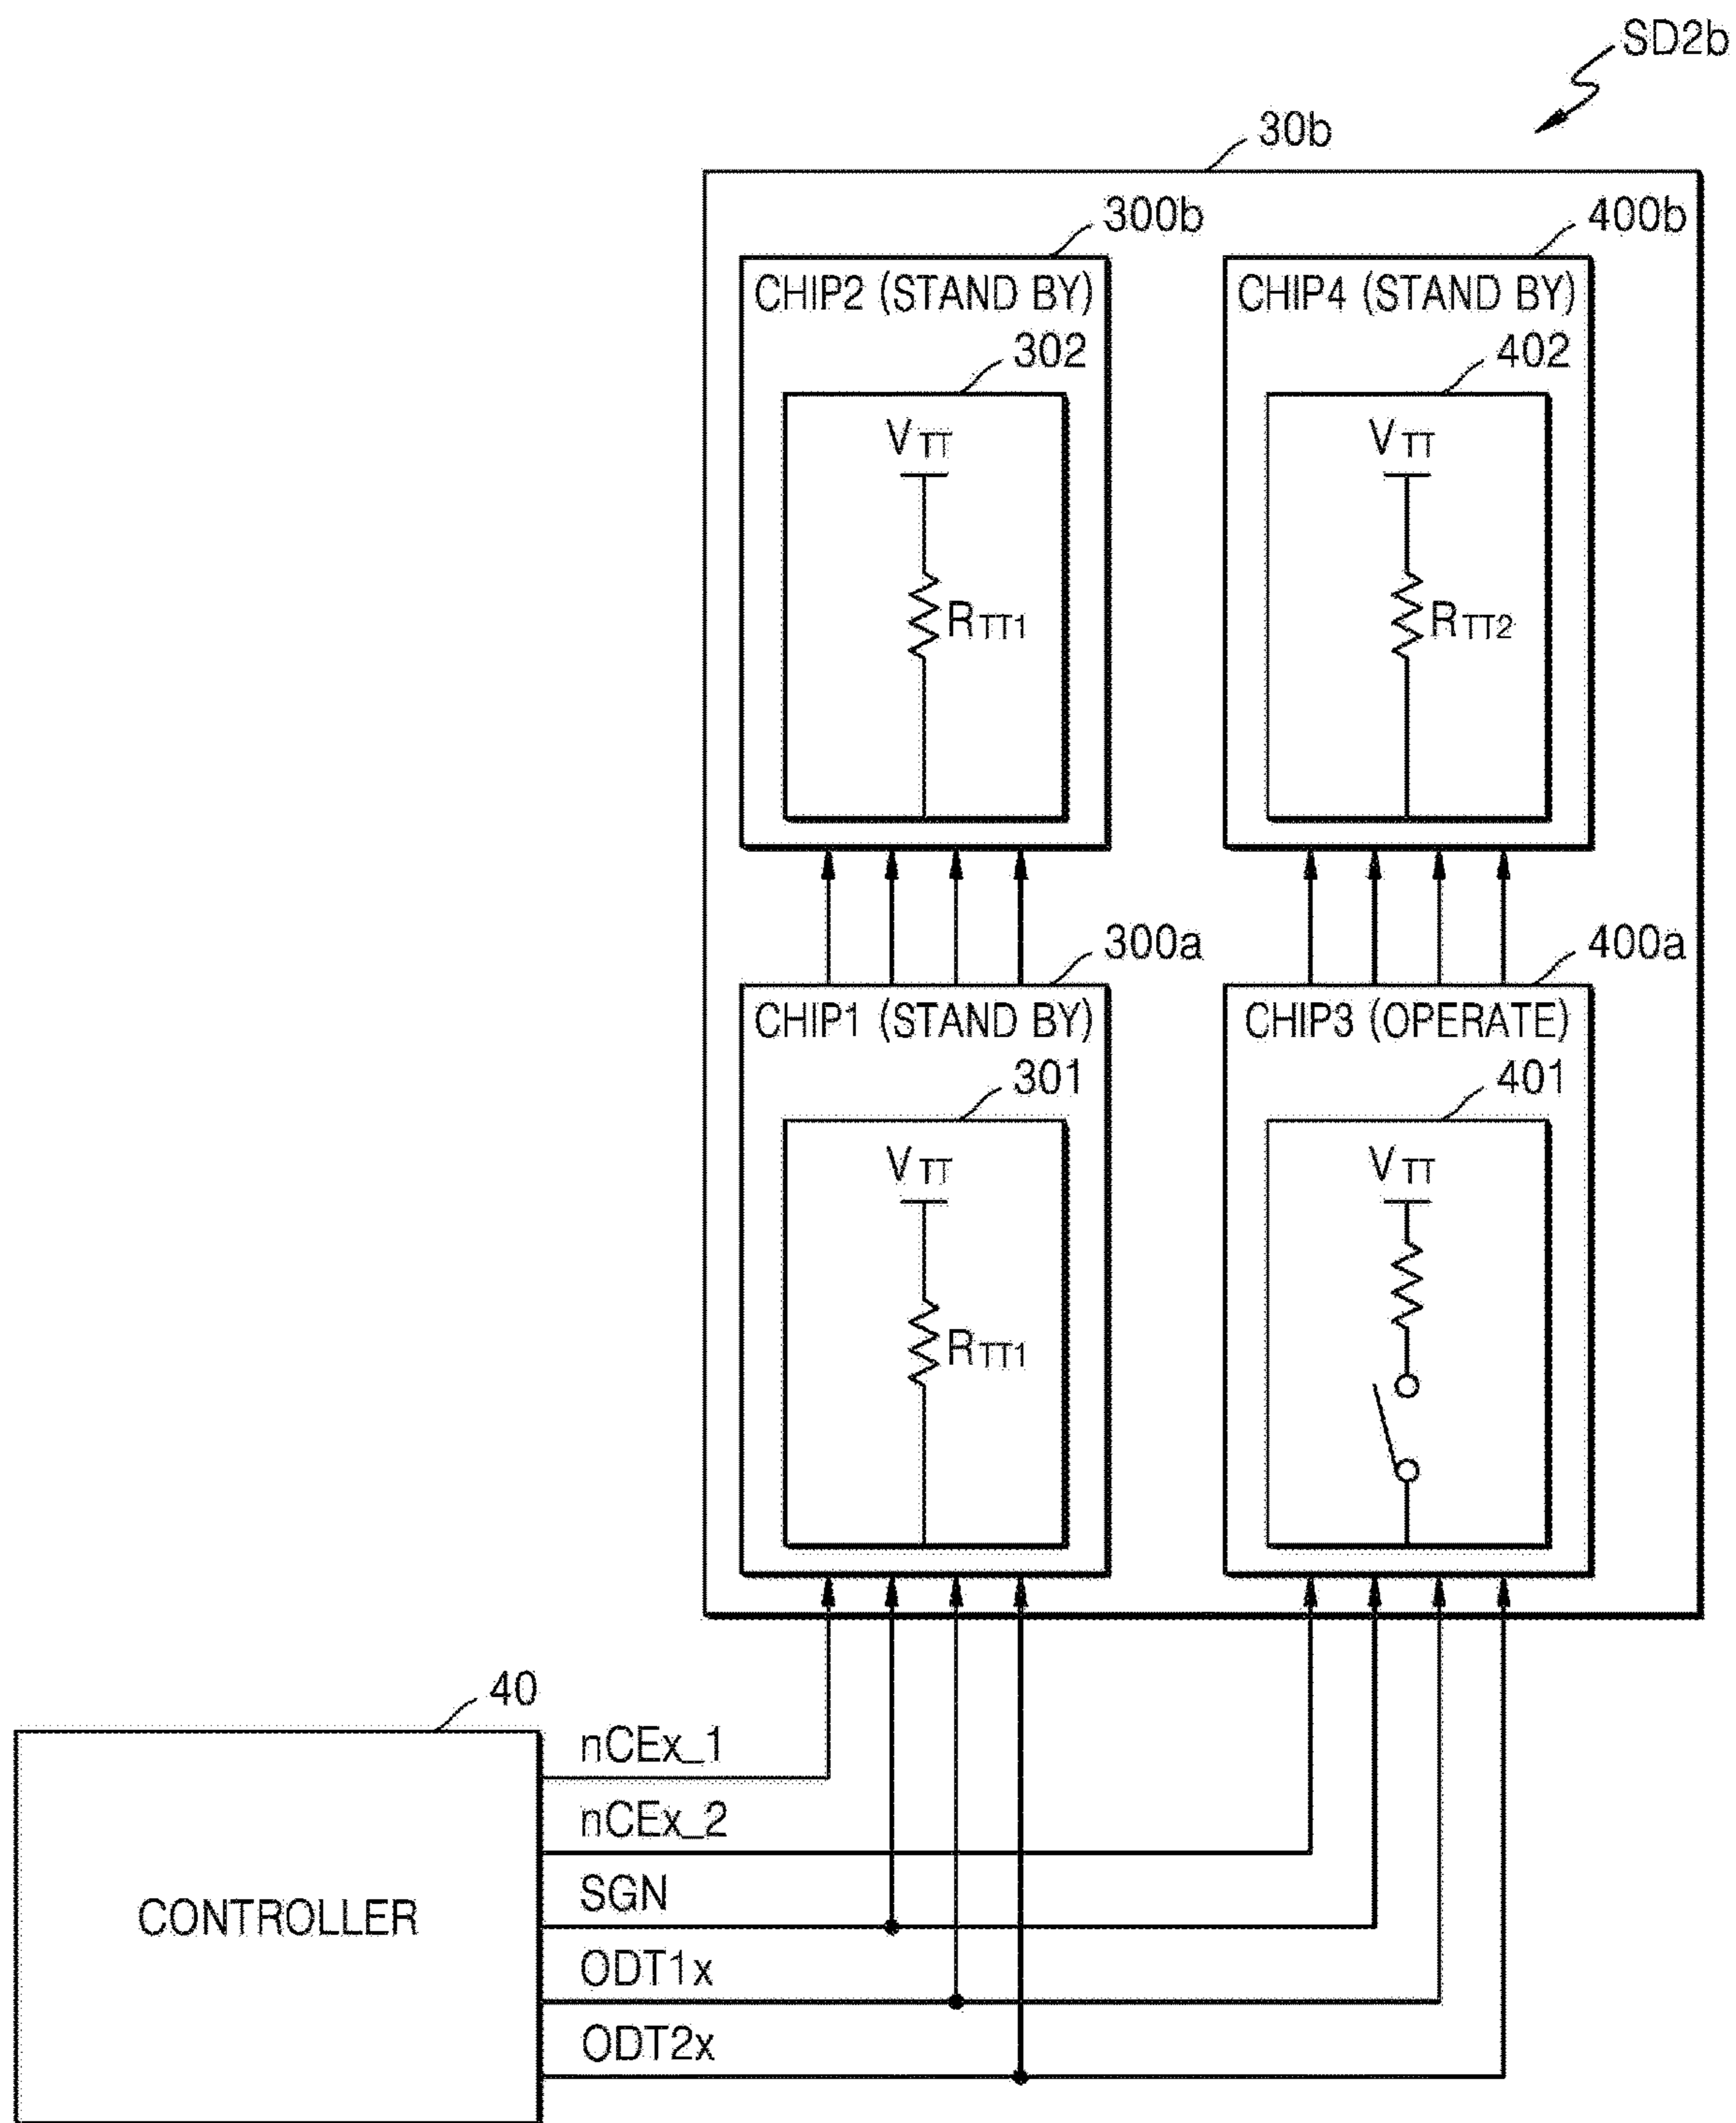 SD2b
30b
300b
400b
CHIP2 (STAND BY)
CHIP4 (STAND BY)
302
402
VTT
VTT
RTT1
RTT2
300a
400a
CHIP1 (STAND BY)
CHIP3 (OPERATE)
301
401
VTT
VTT
RTT1
40
nCEx_1
nCEx_2
SGN
CONTROLLER
ODT1x
ODT2x